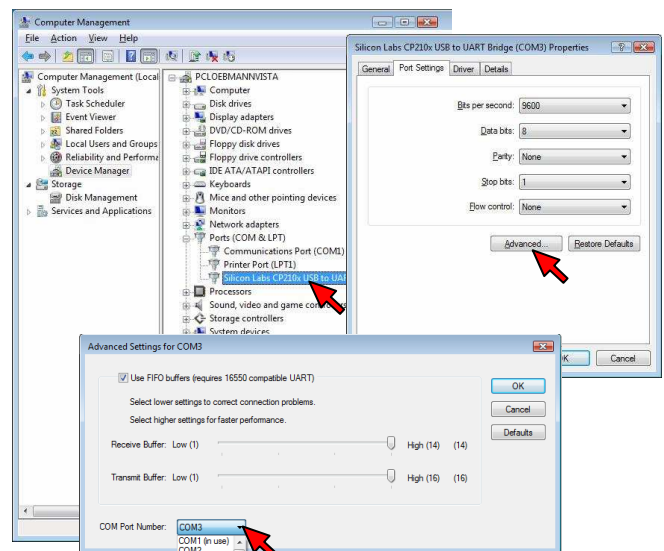 Computer Management
File Action View Help
Computer Management (Local
System Tools
Task Scheduler
Event Viewer
Shared Folders
Local Users and Groups
Reliability and Performa
Device Manager
Storage
Disk Management
Services and Applications
PCLOEBMANNVISTA
Computer
Disk drives
Display adapters
DVD/CD-ROM drives
Floppy disk drives
Floppy drive controllers
IDE ATA/ATAPI controllers
Keyboards
Mice and other pointing devices
Monitors
Network adapters
Ports (COM & LPT)
Communications Port (COM1)
Printer Port (LPT1)
Silicon Labs CP210x USB to UAR
Processors
Sound, video and game
Storage controllers
System devices
Silicon Labs CP210x USB to UART Bridge (COM3) Properties
General Port Settings Driver Details
Bits per second: 9600
Data bits: 8
Parity: None
Stop bits: 1
Flow control: None
Advanced... Restore Defaults
Cancel
Advanced Settings for COM3
Use FIFO buffers (requires 16550 compatible UART)
Select lower settings to correct connection problems.
Select higher settings for faster performance.
Receive Buffer: Low (1) High (14) (14)
Transmit Buffer: Low (1) High (16) (16)
OK
Cancel
Defaults
COM Port Number: COM3
COM1 (in use)
COM2